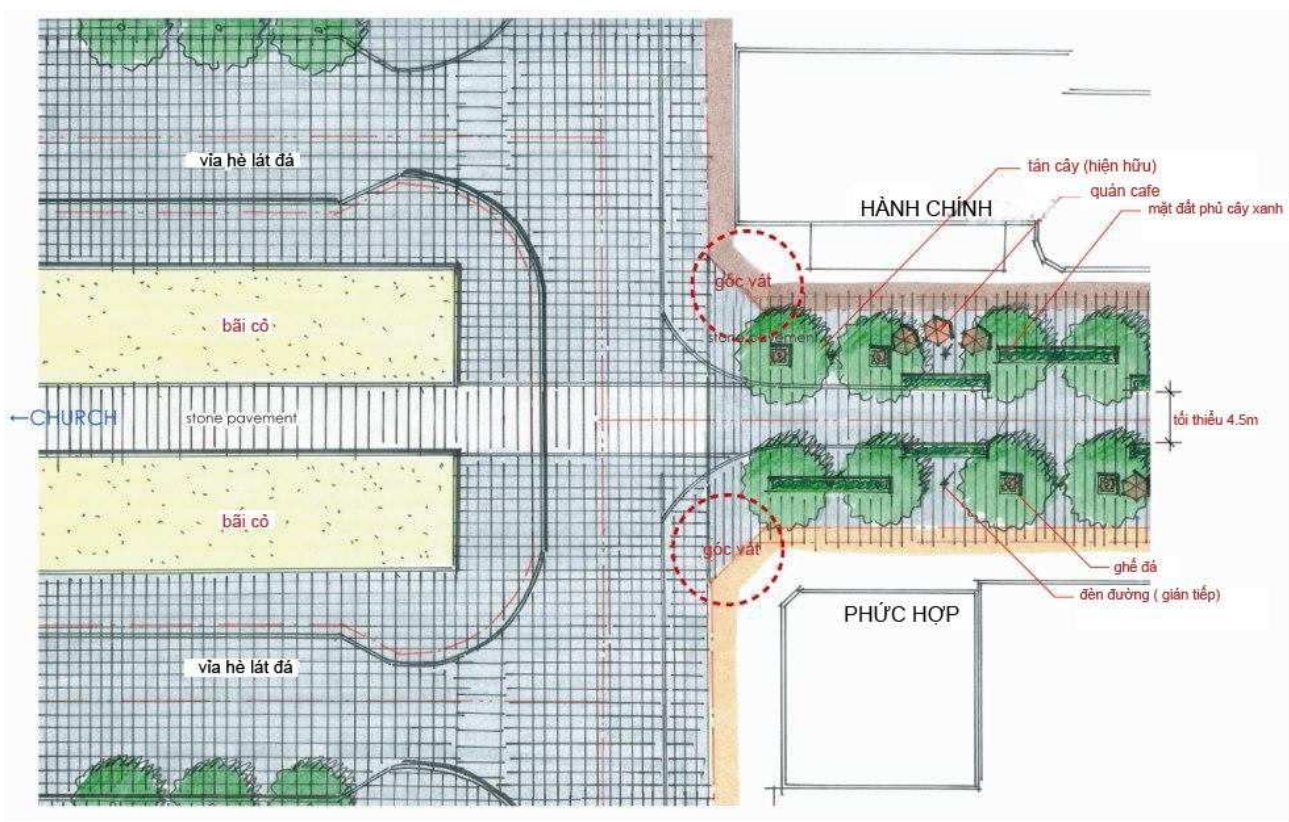 vỉa hè lát đá
tán cây (hiện hữu)
quán cafe
HÀNH CHÍNH
mặt đất phủ cây xanh
góc vát
bãi cỏ
stone pavement
←CHURCH
stone pavement
tối thiểu 4.5m
bãi cỏ
góc vát
ghế đá
đèn đường ( gián tiếp)
PHỨC HỢP
vỉa hè lát đá